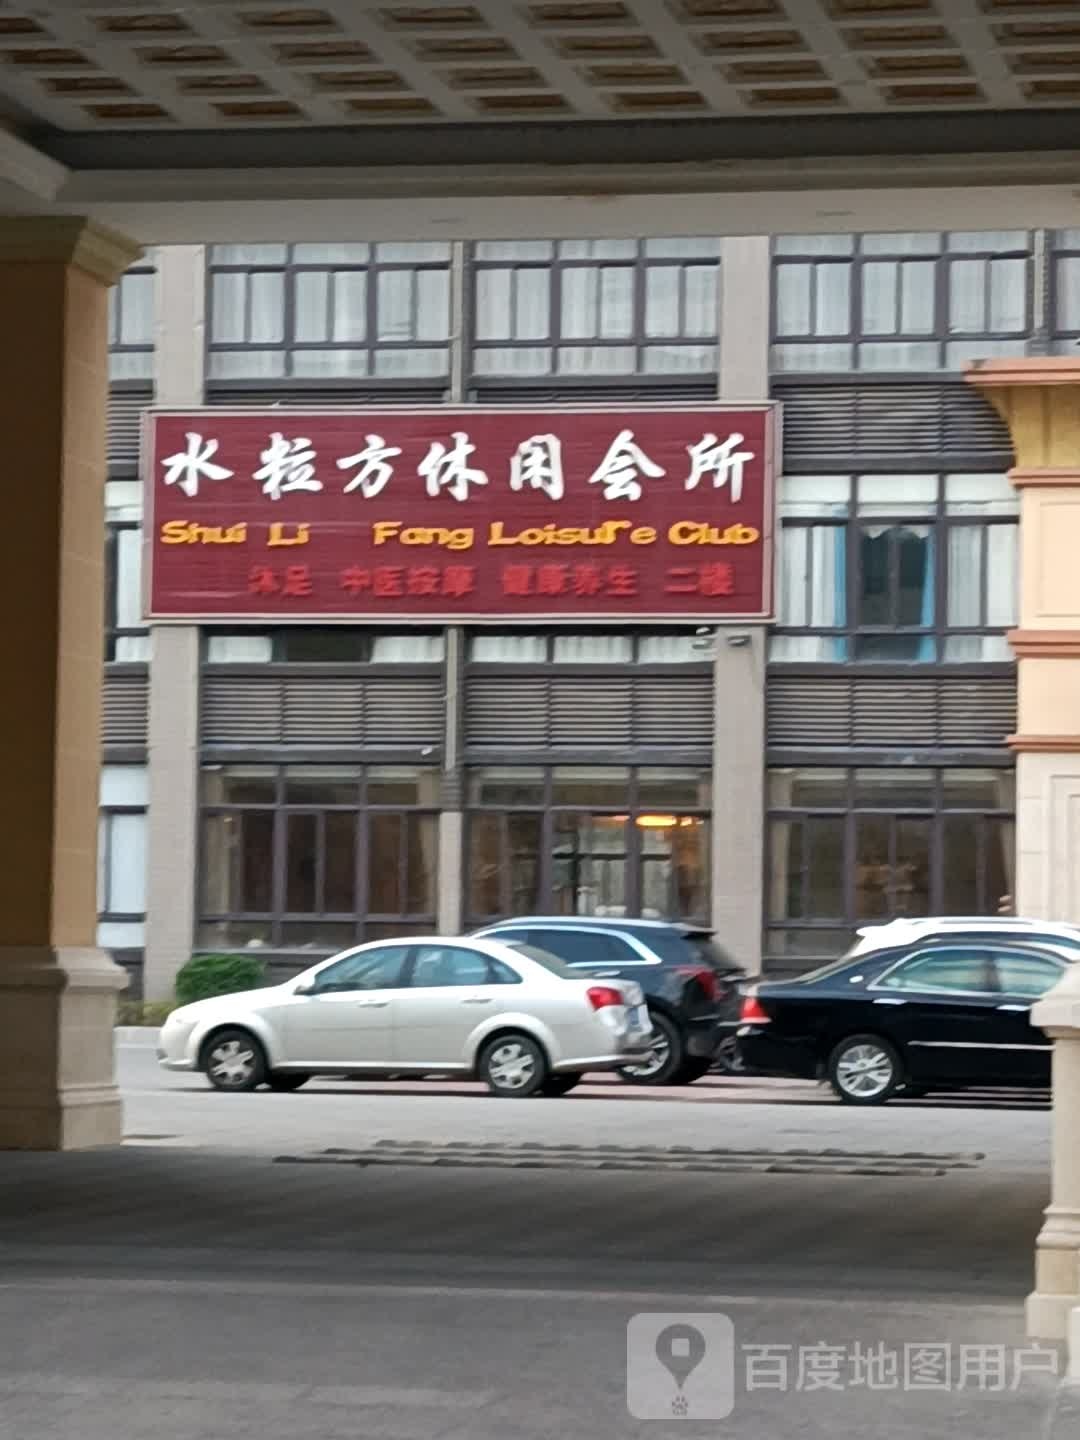 水粒方休闲会所
Shui Li Fang Loisure Club
沐足 中医按摩 健康养生 二楼
百度地图用户